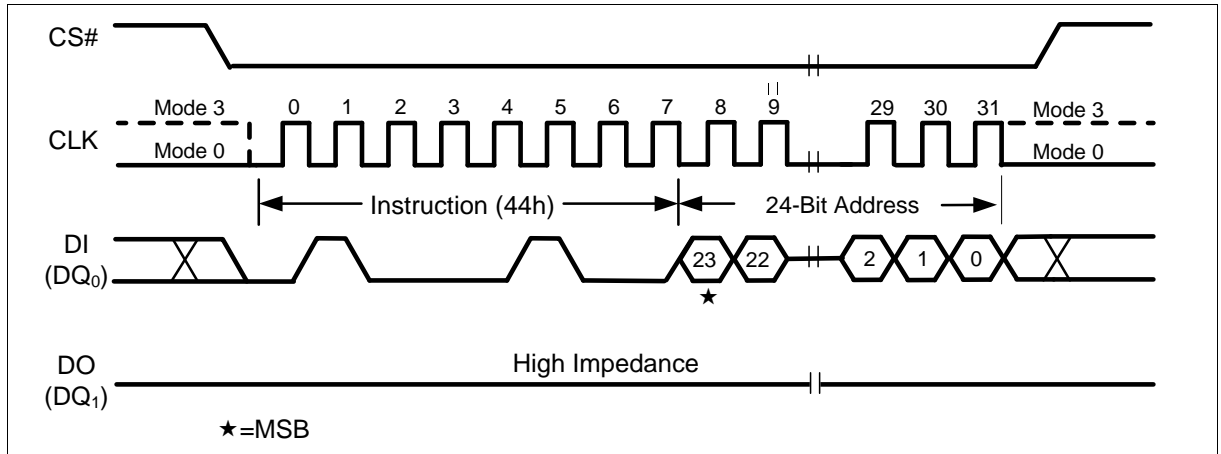 CS#
Mode 3 0 1 2 3 4 5 6 7 8 9 29 30 31 Mode 3
CLK
Mode 0 Mode 0
Instruction (44h) 24-Bit Address
DI
(DQ0) 23 22 2 1 0
★
DO
(DQ1)
High Impedance
★=MSB